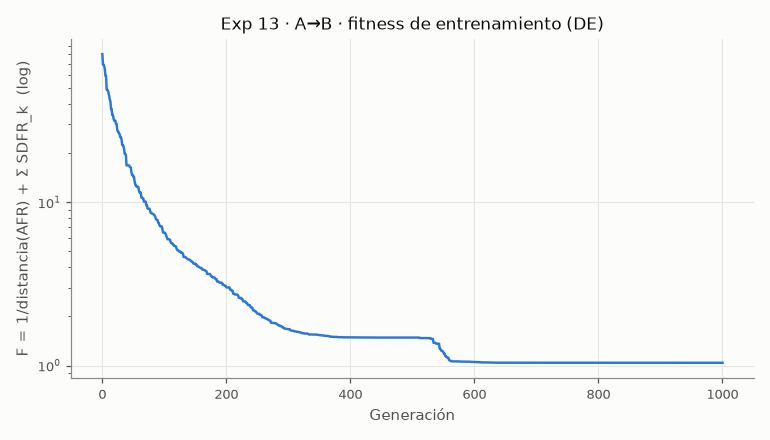 Exp 13 · A→B · fitness de entrenamiento (DE)
F = 1/distancia(AFR) + Σ SDFR_k (log)
10¹
10⁰
0 200 400 600 800 1000
Generación